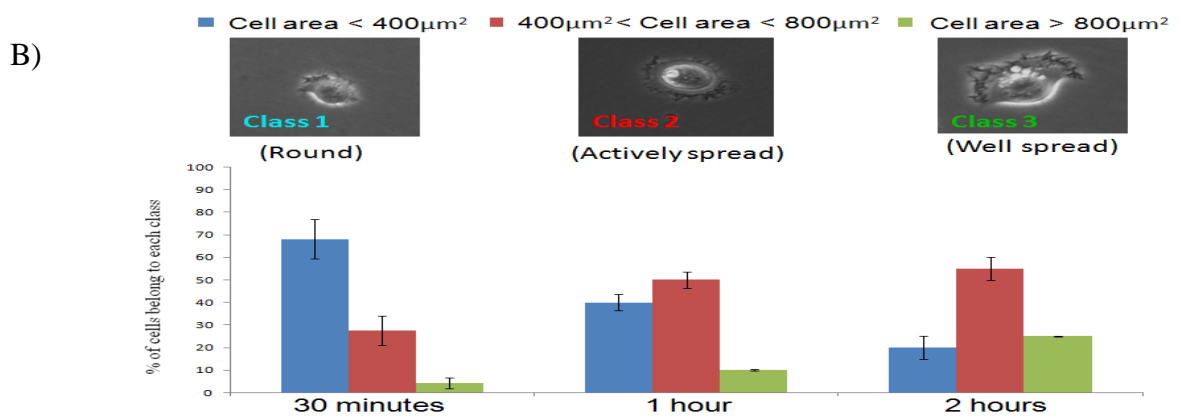 Cell area < 400µm² 400µm² < Cell area < 800µm² Cell area > 800µm²
B)
Class 1 Class 2 Class 3
(Round) (Actively spread) (Well spread)
% of cells belong to each class
100
90
80
70
60
50
40
30
20
10
0
30 minutes 1 hour 2 hours